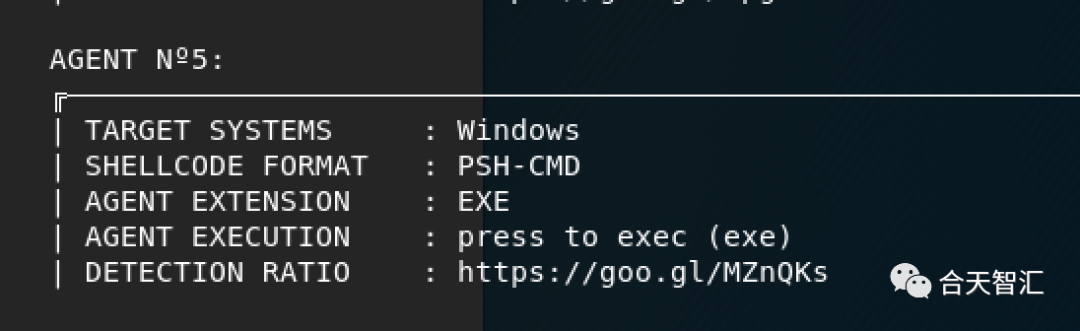 AGENT Nº5:
| TARGET SYSTEMS : Windows
| SHELLCODE FORMAT : PSH-CMD
| AGENT EXTENSION : EXE
| AGENT EXECUTION : press to exec (exe)
| DETECTION RATIO : https://goo.gl/MZnQKs
合天智汇